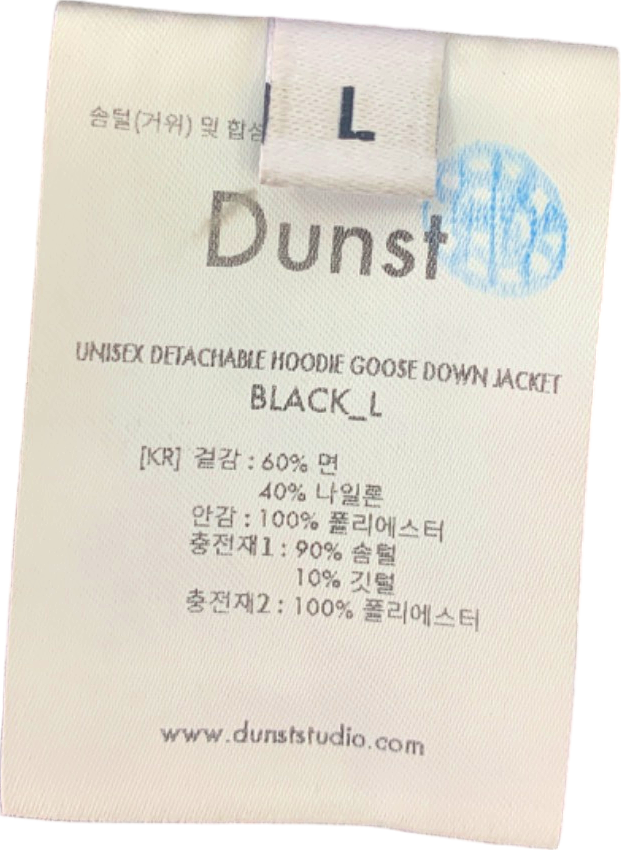 L
솜털(거위) 및
Dunst
UNISEX DETACHABLE HOODIE GOOSE DOWN JACKET
BLACK_L
[KR] 겉감 : 60% 면
40% 나일론
안감 : 100% 폴리에스터
충전재1 : 90% 솜털
10% 깃털
충전재2 : 100% 폴리에스터
www.dunststudio.com